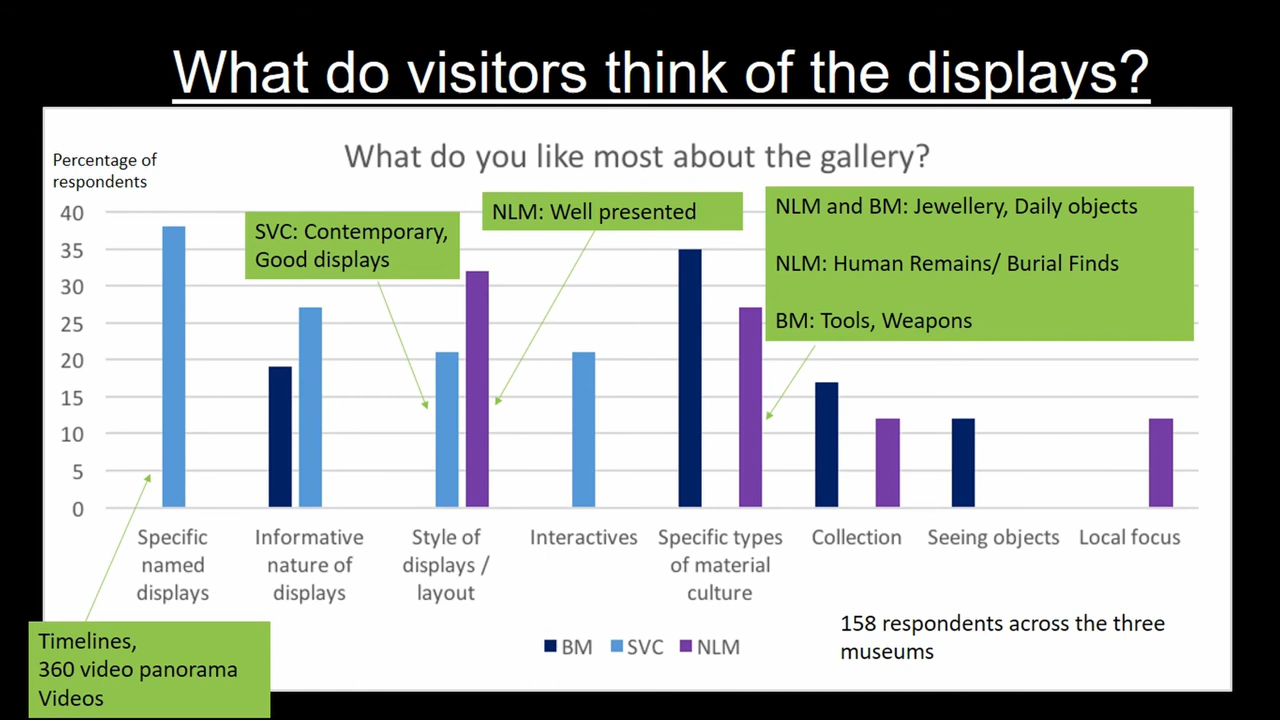 What do visitors think of the displays?
What do you like most about the gallery?
Percentage of
respondents
40
35
30
25
20
15
10
5
0
SVC: Contemporary,
Good displays
NLM: Well presented
NLM and BM: Jewellery, Daily objects
NLM: Human Remains/ Burial Finds
BM: Tools, Weapons
Specific
named
displays
Informative
nature of
displays
Style of
displays /
layout
Interactives
Specific types
of material
culture
Collection
Seeing objects
Local focus
Timelines,
360 video panorama
Videos
BM SVC NLM
158 respondents across the three
museums